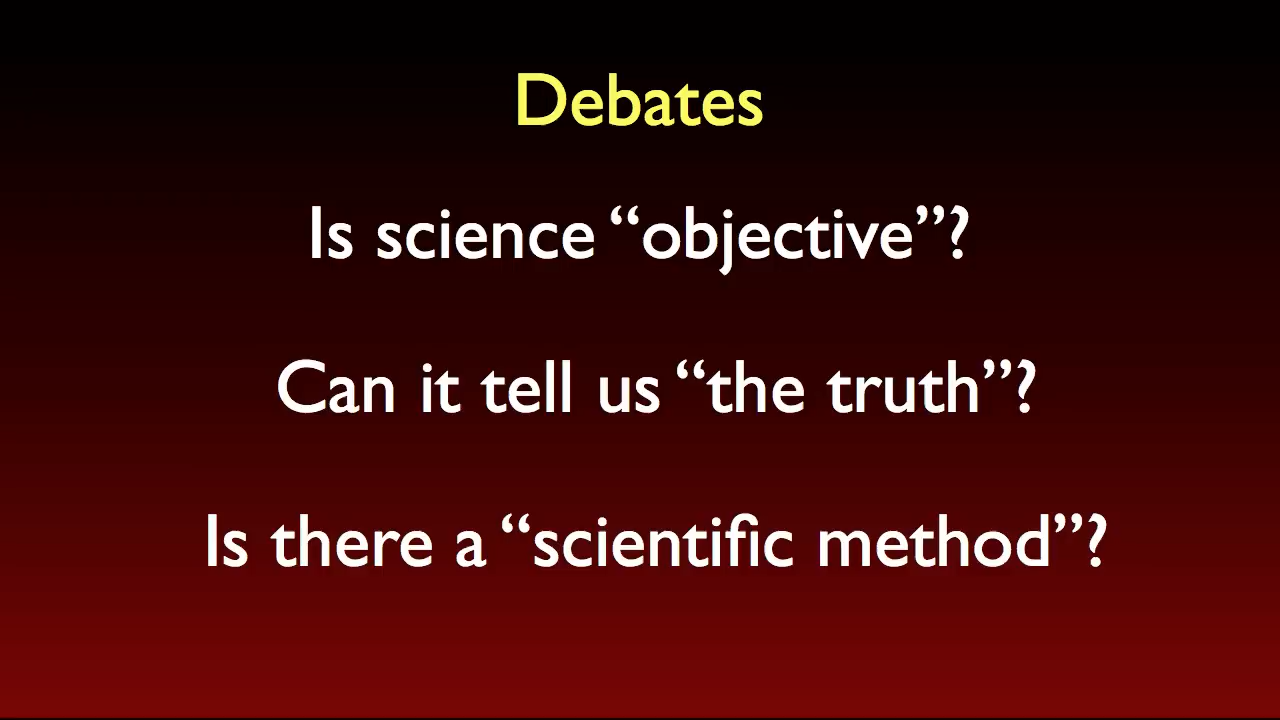 Debates
Is science “objective”?
Can it tell us “the truth”?
Is there a “scientific method”?